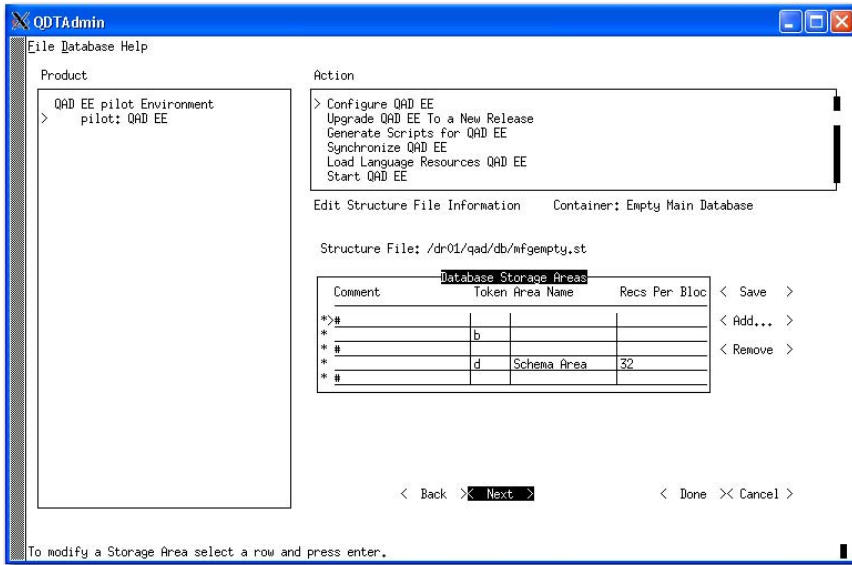 QDTAdmin
File Database Help
Product
Action
QAD EE pilot Environment
> pilot: QAD EE
> Configure QAD EE
Upgrade QAD EE To a New Release
Generate Scripts for QAD EE
Synchronize QAD EE
Load Language Resources QAD EE
Start QAD EE
Edit Structure File Information Container: Empty Main Database
Structure File: /dr01/qad/db/mfgempty.st
Database Storage Areas
Comment Token Area Name Recs Per Bloc
*>#
* b
* #
* d Schema Area 32
* #
< Save >
< Add... >
< Remove >
< Back >< Next > < Done >< Cancel >
To modify a Storage Area select a row and press enter.